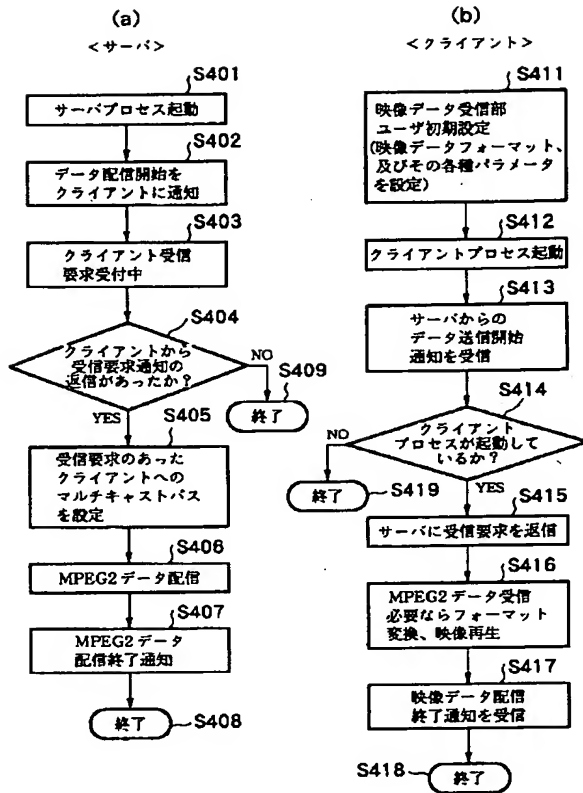 (a)
<サーバ>
S401
サーバプロセス起動
S402
データ配信開始を
クライアントに通知
S403
クライアント受信
要求受付中
S404
クライアントから
受信要求通知の
返信があったか?
NO
S409
終了
YES
S405
受信要求のあった
クライアントへの
マルチキャストパス
を設定
S406
MPEG2データ配信
S407
MPEG2データ
配信終了通知
終了
S408
(b)
<クライアント>
S411
映像データ受信部
ユーザ初期設定
(映像データフォーマット、
及びその各種パラメータ
を設定)
S412
クライアントプロセス起動
S413
サーバからの
データ送信開始
通知を受信
S414
クライアント
プロセスが起動して
いるか?
NO
終了
S419
YES
S415
サーバに受信要求を返信
S416
MPEG2データ受信
必要ならフォーマット
変換、映像再生
S417
映像データ配信
終了通知を受信
S418
終了